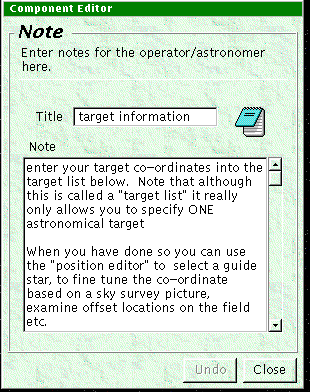 Component Editor
Note
Enter notes for the operator/astronomer
here.
Title target information
Note
enter your target co-ordinates into the
target list below.  Note that although
this is called a "target list" it really
only allows you to specify ONE
astronomical target

When you have done so you can use
the "position editor" to  select a guide
star, to fine tune the co-ordinate
based on a sky survey picture,
examine offset locations on the field
etc.
Undo Close